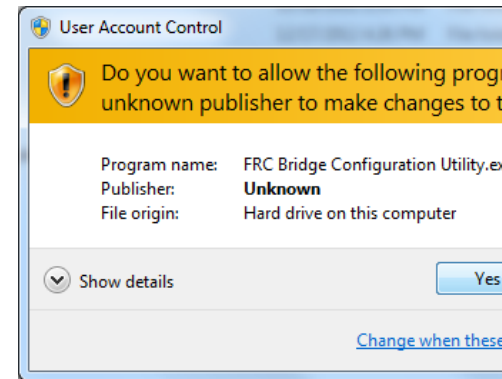 User Account Control
Do you want to allow the following progr
unknown publisher to make changes to t
Program name: FRC Bridge Configuration Utility.ex
Publisher: Unknown
File origin: Hard drive on this computer
Show details
Yes
Change when these